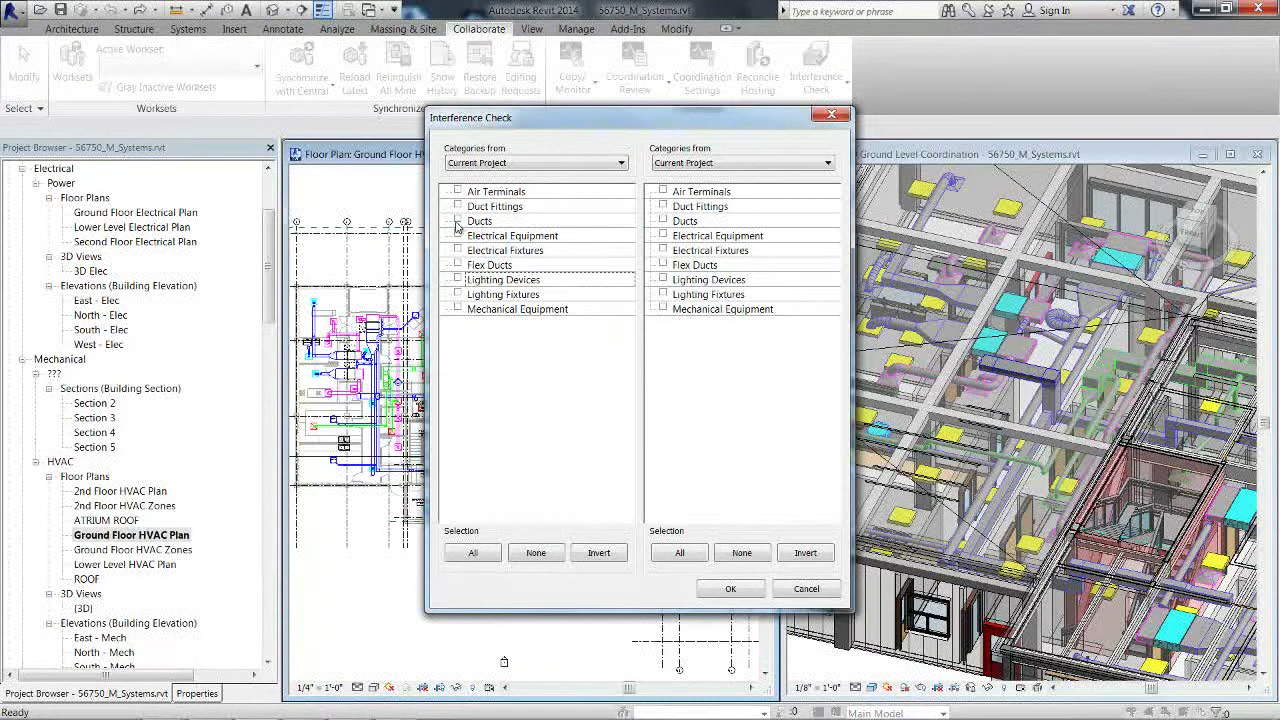 Autodesk Revit 2014 56750_M_Systems.rvt
Type a keyword or phrase
Sign In
Architecture Structure Systems Insert Annotate Analyze Massing & Site Collaborate View Manage Add-Ins Modify
Modify
Worksets
Active Workset:
Gray Inactive Worksets
Synchronize with Central
Reload Latest
Relinquish All Mine
Show History
Restore Backup
Editing Requests
Copy/ Monitor
Coordination Review
Coordination Settings
Reconcile Hosting
Interference Check
Select
Worksets
Project Browser - 56750_M_Systems.rvt
Electrical
Power
Floor Plans
Ground Floor Electrical Plan
Lower Level Electrical Plan
Second Floor Electrical Plan
3D Views
3D Elec
Elevations (Building Elevation)
East - Elec
North - Elec
South - Elec
West - Elec
Mechanical
???
Sections (Building Section)
Section 2
Section 3
Section 4
Section 5
HVAC
Floor Plans
2nd Floor HVAC Plan
2nd Floor HVAC Zones
ATRIUM ROOF
Ground Floor HVAC Plan
Ground Floor HVAC Zones
Lower Level HVAC Plan
ROOF
3D Views
{3D}
Elevations (Building Elevation)
East - Mech
North - Mech
South - Mech
Project Browser - 56750_M_Systems.rvt
Properties
Floor Plan: Ground Floor
Ground Level Coordination - 56750_M_Systems.rvt
Interference Check
Categories from
Current Project
Air Terminals
Duct Fittings
Ducts
Electrical Equipment
Electrical Fixtures
Flex Ducts
Lighting Devices
Lighting Fixtures
Mechanical Equipment
Selection
All
None
Invert
Categories from
Current Project
Air Terminals
Duct Fittings
Ducts
Electrical Equipment
Electrical Fixtures
Flex Ducts
Lighting Devices
Lighting Fixtures
Mechanical Equipment
Selection
All
None
Invert
OK
Cancel
1/4" = 1'-0"
1/8" = 1'-0"
Ready
:0
Main Model
:0